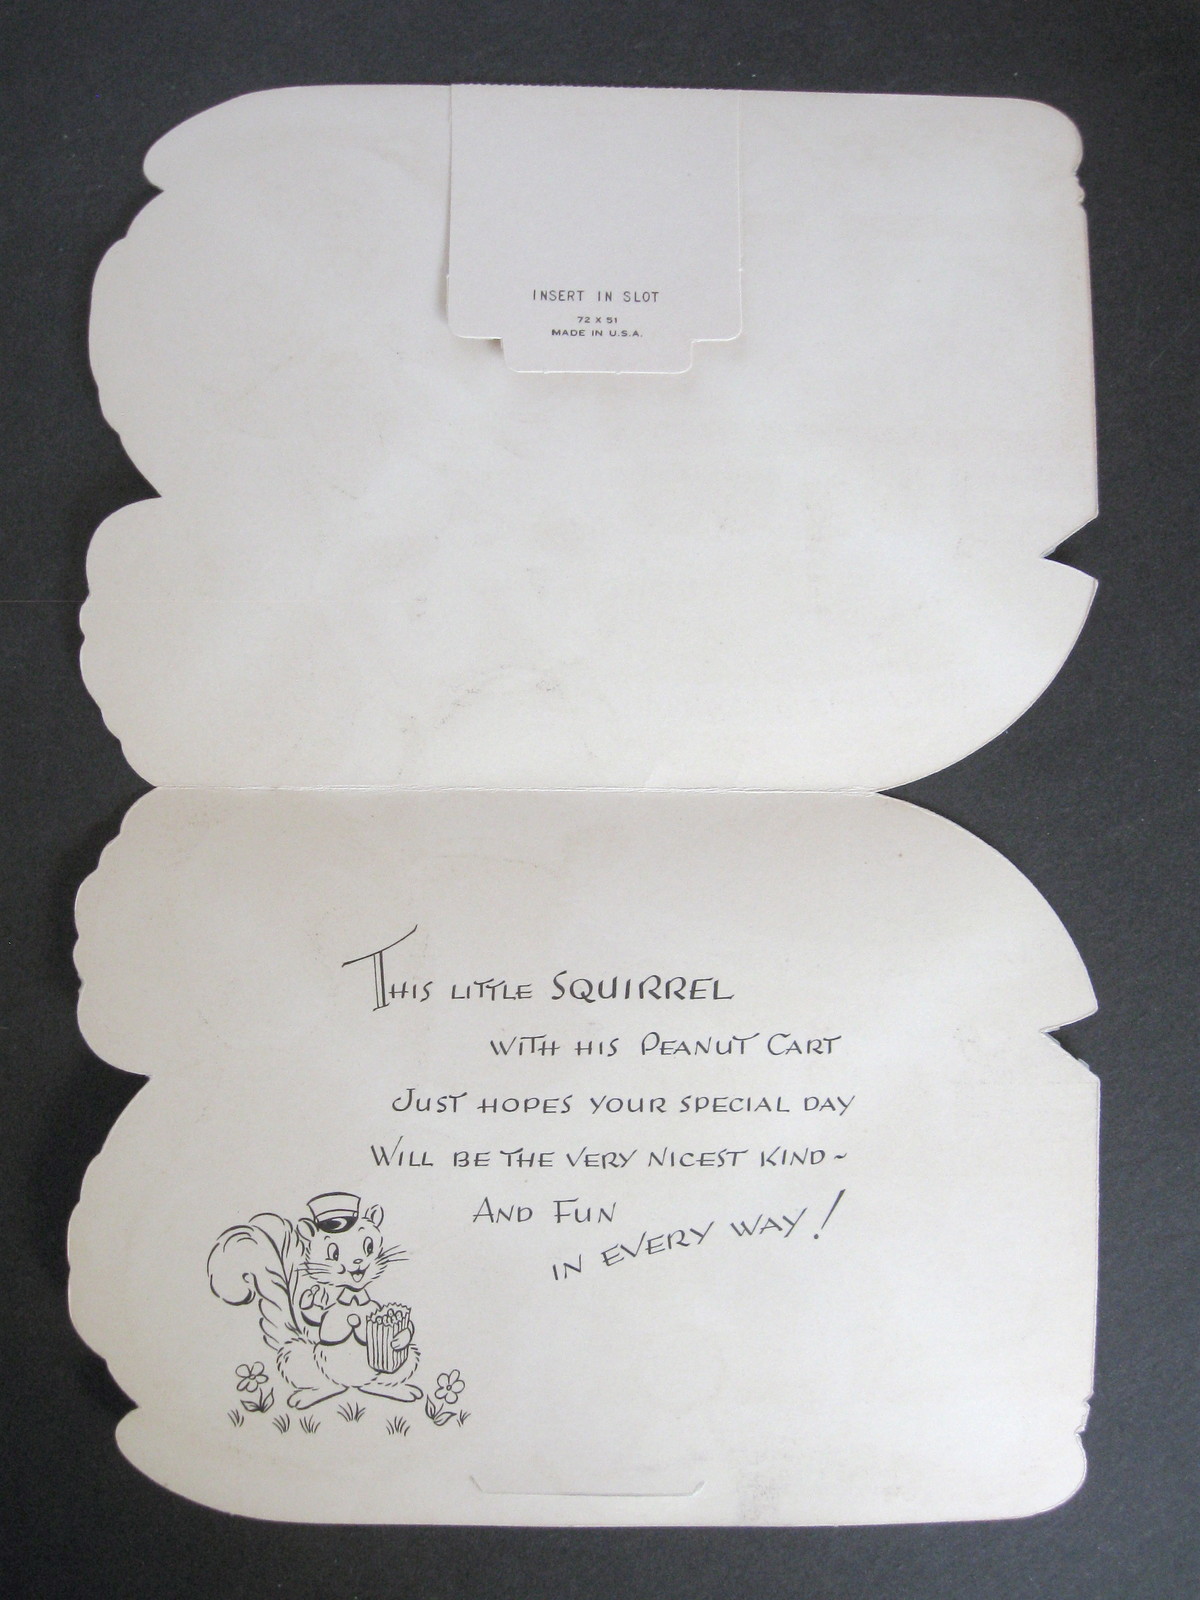 INSERT IN SLOT
72 X 51
MADE IN U.S.A.
THIS LITTLE SQUIRREL
WITH HIS PEANUT CART
JUST HOPES YOUR SPECIAL DAY
WILL BE THE VERY NICEST KIND ~
AND FUN
IN EVERY WAY!